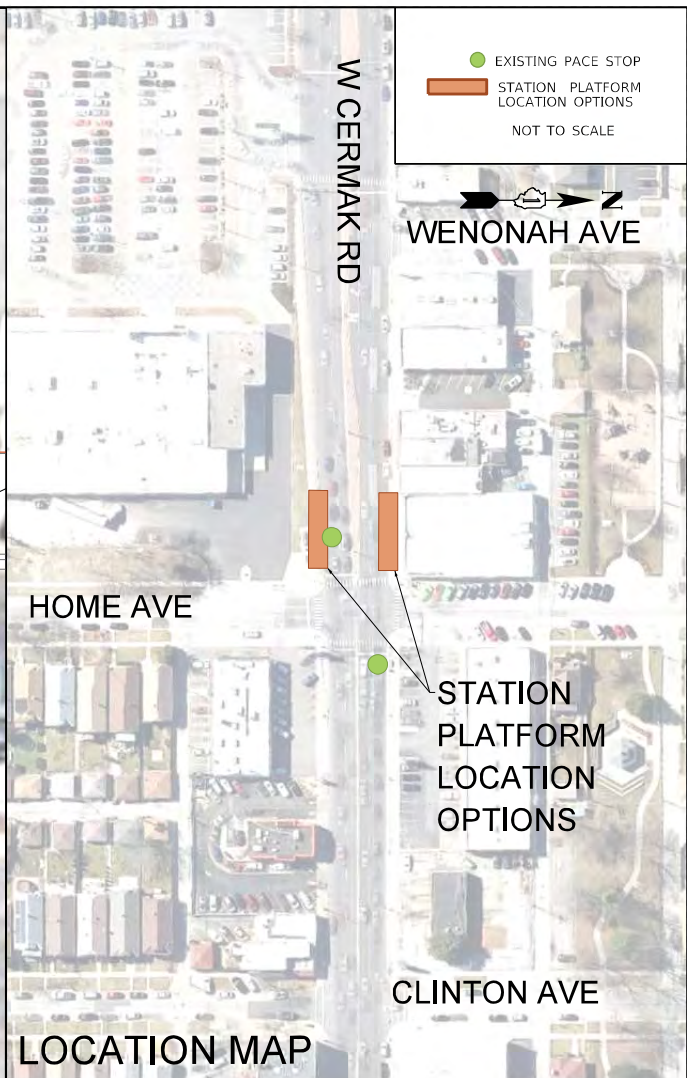 EXISTING PACE STOP
STATION PLATFORM
LOCATION OPTIONS
NOT TO SCALE
N
W CERMAK RD
WENONAH AVE
HOME AVE
STATION
PLATFORM
LOCATION
OPTIONS
CLINTON AVE
LOCATION MAP